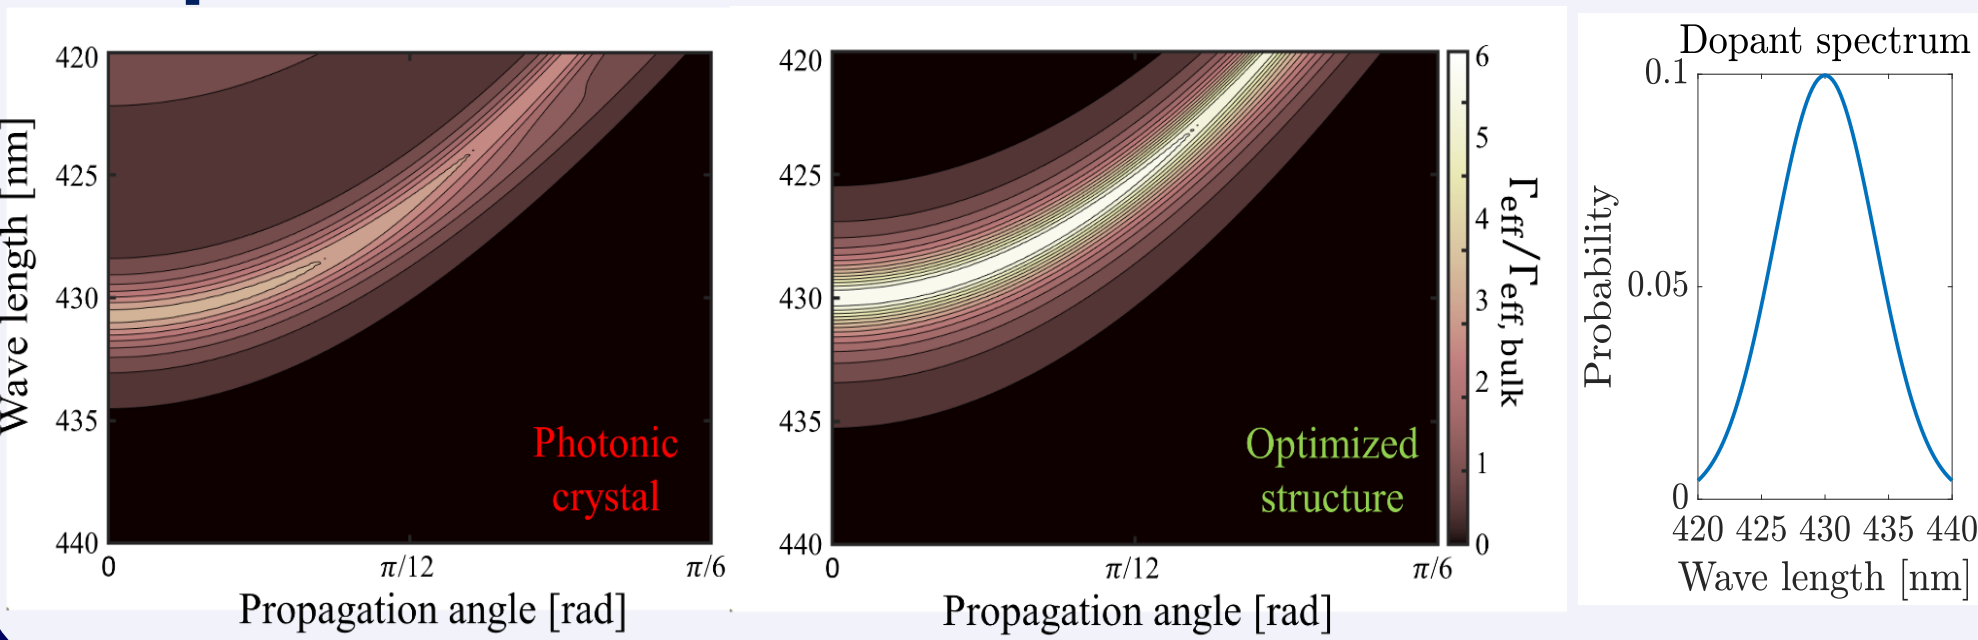 420
425
430
435
440
0
π/12
π/6
Wave length [nm]
Propagation angle [rad]
Photonic
crystal
420
425
430
435
440
0
π/12
π/6
Propagation angle [rad]
Optimized
structure
6
5
4
3
2
1
0
Γeff/Γeff, bulk
Dopant spectrum
0.1
0.05
0
Probability
420 425 430 435 440
Wave length [nm]